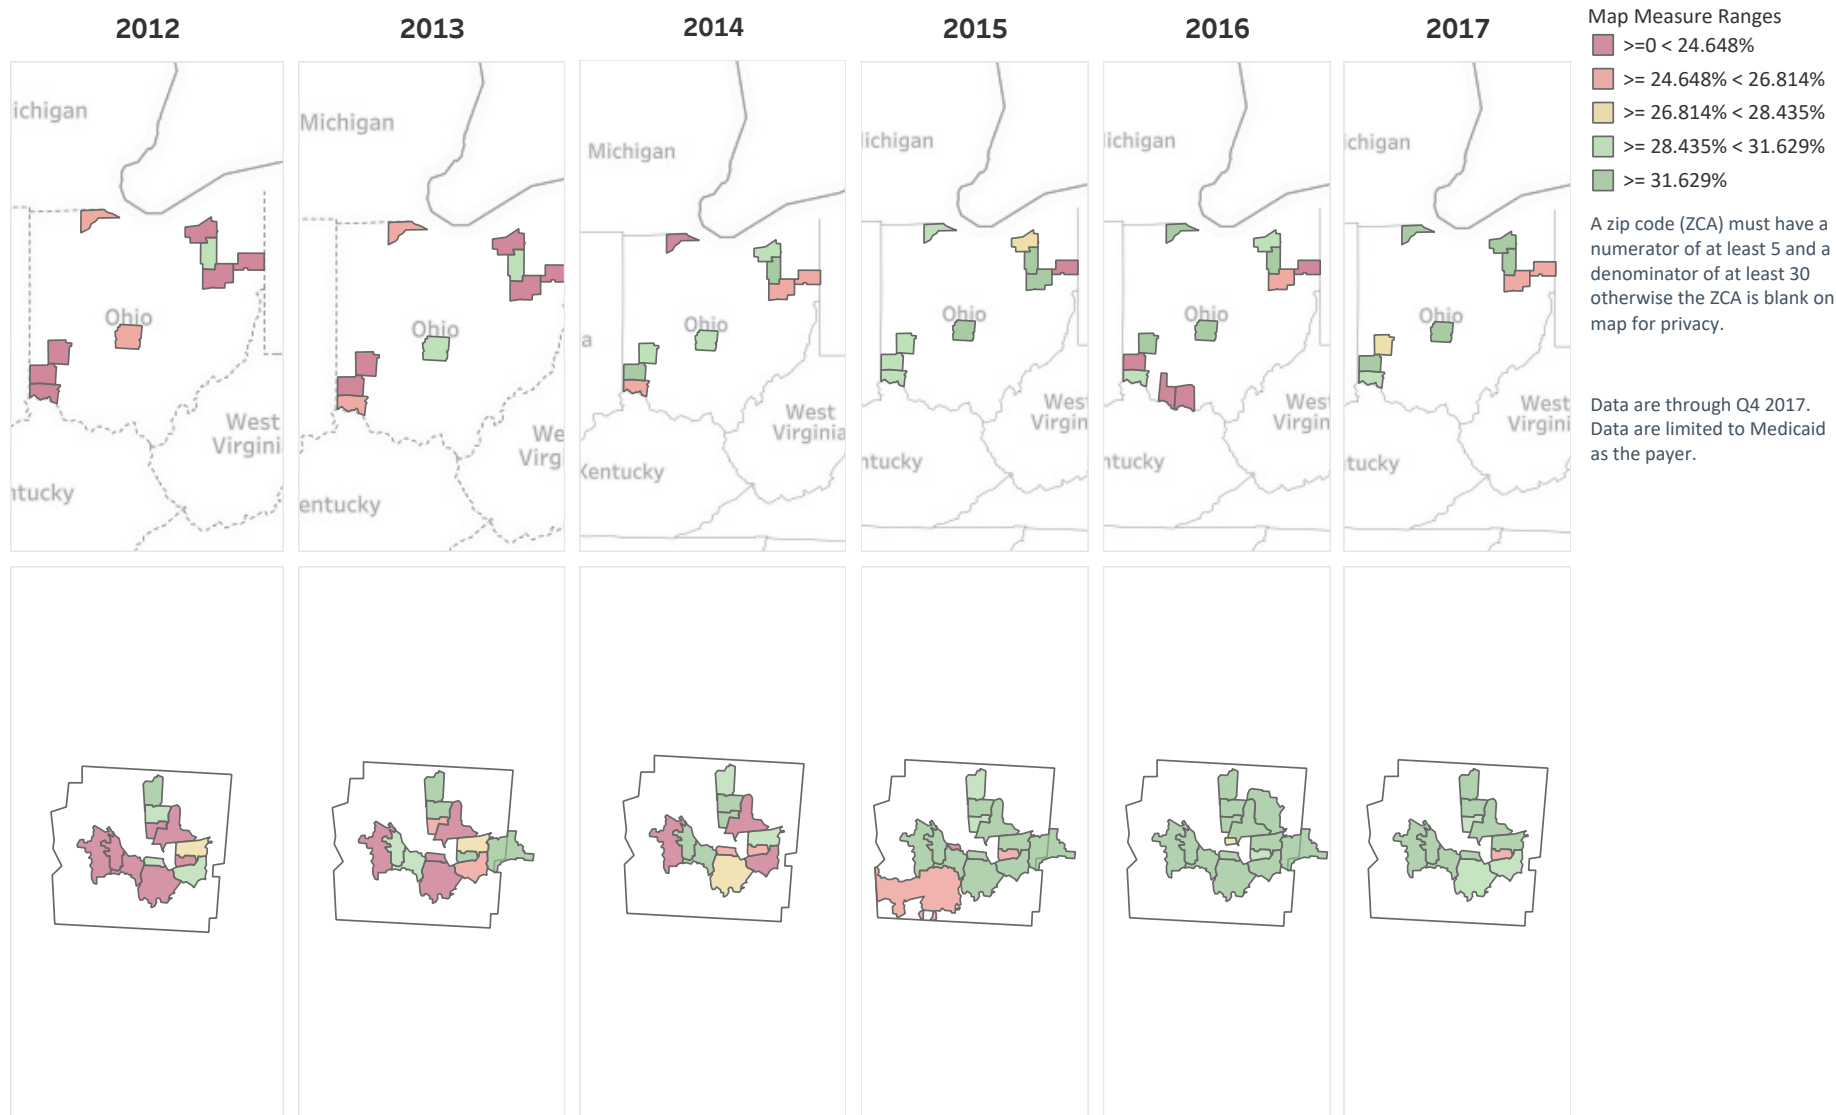 2012
2013
2014
2015
2016
2017
Map Measure Ranges
>=0 < 24.648%
>= 24.648% < 26.814%
>= 26.814% < 28.435%
>= 28.435% < 31.629%
>= 31.629%
A zip code (ZCA) must have a
numerator of at least 5 and a
denominator of at least 30
otherwise the ZCA is blank on
map for privacy.
Data are through Q4 2017.
Data are limited to Medicaid
as the payer.
ichigan
Ohio
West
Virgini
ntucky
Michigan
Ohio
We
Virg
entucky
Michigan
Ohio
a
West
Virginia
Kentucky
ichigan
Ohio
West
Virgin
ntucky
ichigan
Ohio
West
Virgin
ntucky
ichigan
Ohio
West
Virgini
tucky